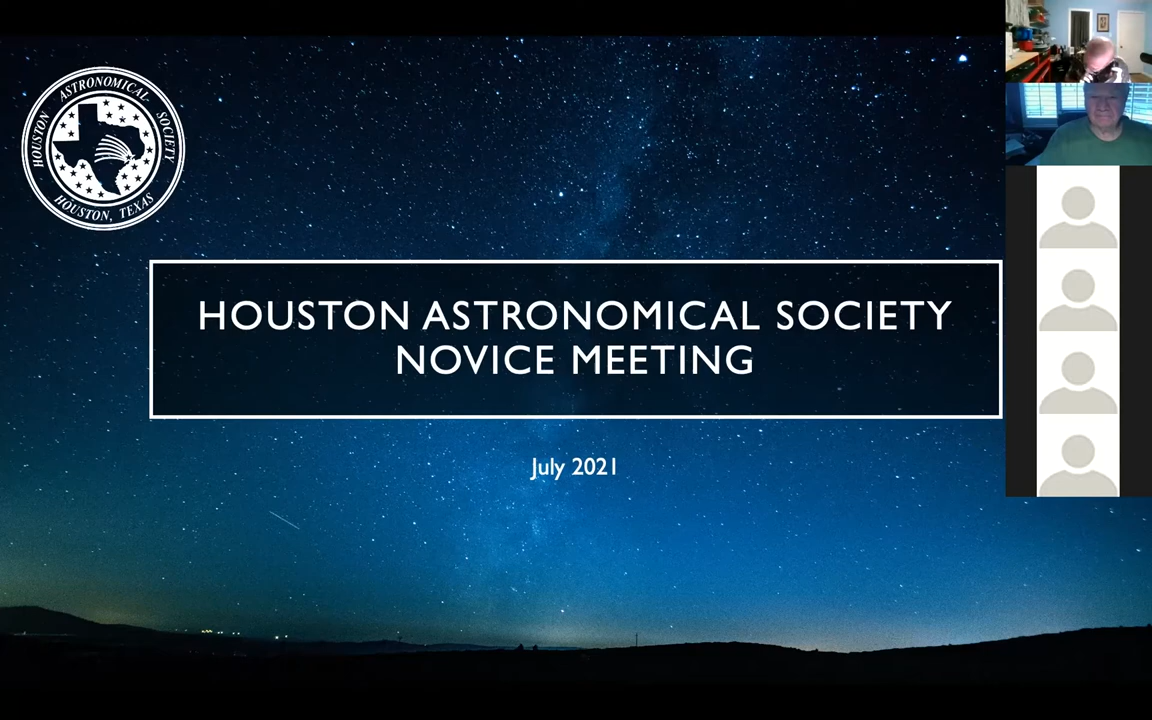 HOUSTON ASTRONOMICAL SOCIETY
HOUSTON, TEXAS
HOUSTON ASTRONOMICAL SOCIETY
NOVICE MEETING
July 2021